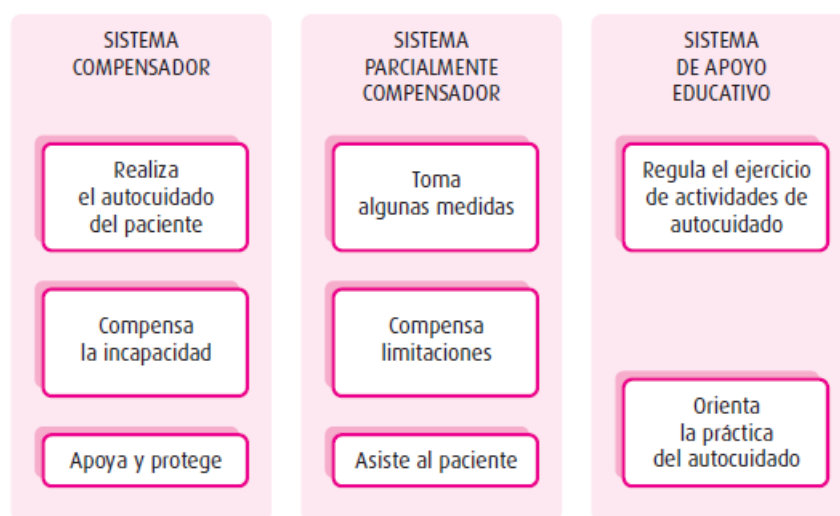 SISTEMA
COMPENSADOR
Realiza
el autocuidado
del paciente
Compensa
la incapacidad
Apoya y protege
SISTEMA
PARCIALMENTE
COMPENSADOR
Toma
algunas medidas
Compensa
limitaciones
Asiste al paciente
SISTEMA
DE APOYO
EDUCATIVO
Regula el ejercicio
de actividades de
autocuidado
Orienta
la práctica
del autocuidado